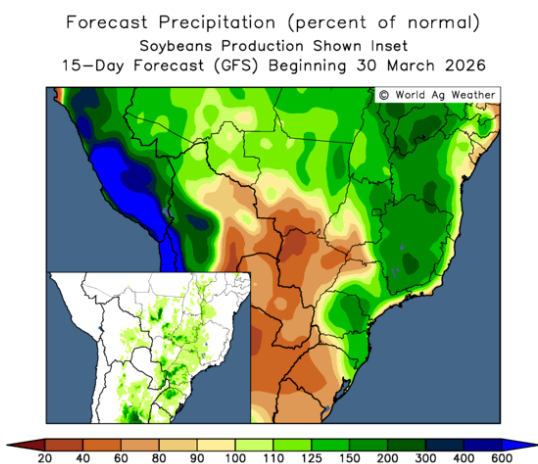 Forecast Precipitation (percent of normal)
Soybeans Production Shown Inset
15-Day Forecast (GFS) Beginning 30 March 2026
© World Ag Weather
20 40 60 80 90 100 110 125 150 200 300 400 600